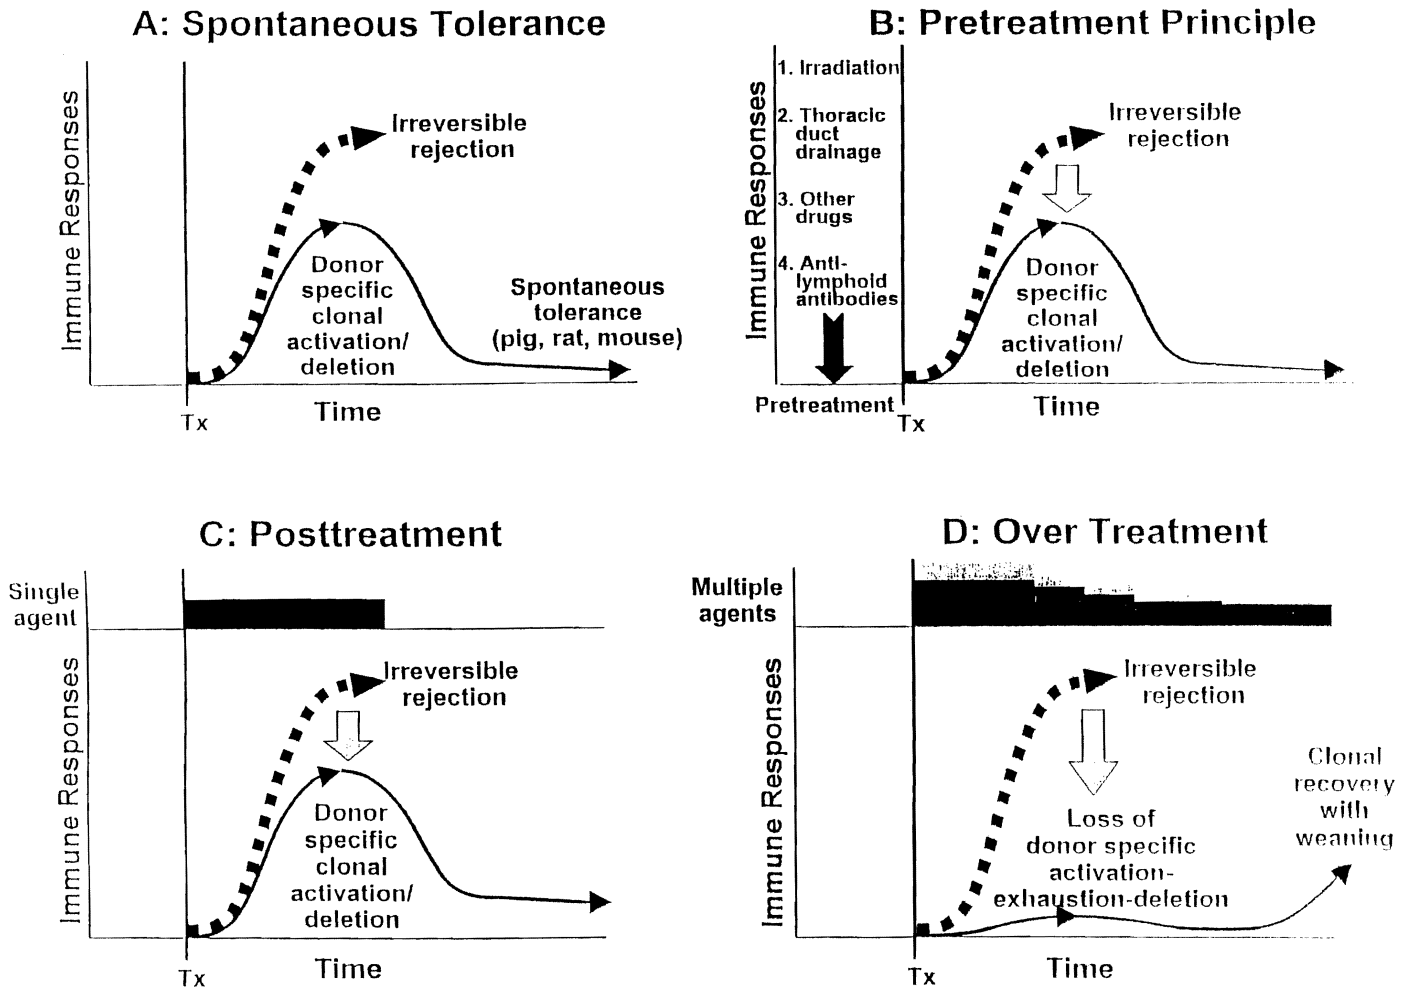 A: Spontaneous Tolerance
Immune Responses
Irreversible
rejection
Donor
specific
clonal
activation/
deletion
Spontaneous
tolerance
(pig, rat, mouse)
Tx
Time
B: Pretreatment Principle
Immune Responses
1. Irradiation
2. Thoracic
duct
drainage
3. Other
drugs
4. Anti-
lymphoid
antibodies
Irreversible
rejection
Donor
specific
clonal
activation/
deletion
Pretreatment
Tx
Time
C: Posttreatment
Single
agent
Immune Responses
Irreversible
rejection
Donor
specific
clonal
activation/
deletion
Tx
Time
D: Over Treatment
Multiple
agents
Immune Responses
Irreversible
rejection
Loss of
donor specific
activation-
exhaustion-deletion
Clonal
recovery
with
weaning
Tx
Time